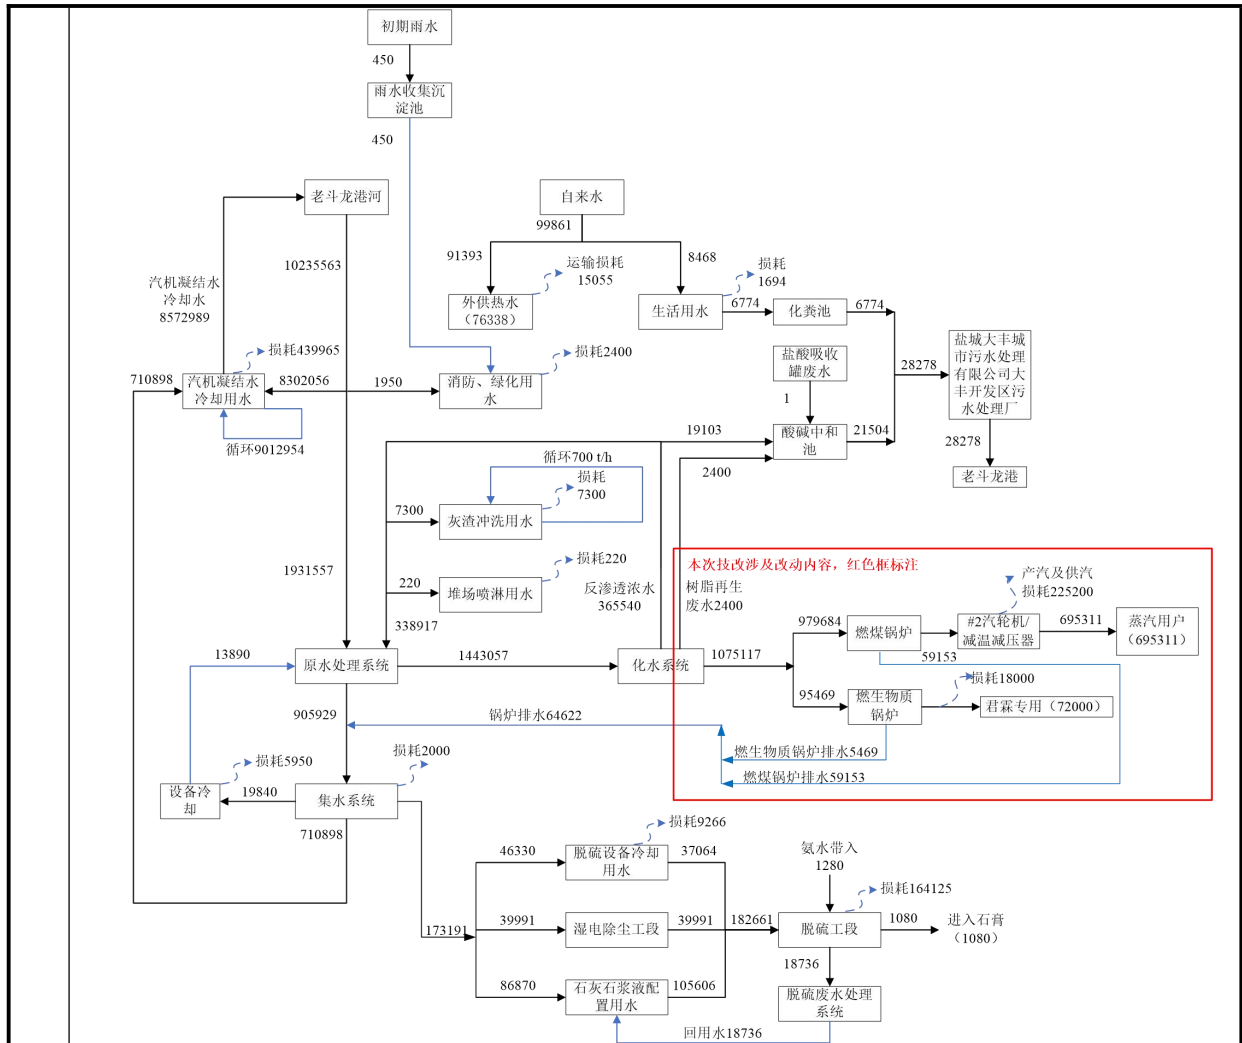 初期雨水
450
雨水收集沉
淀池
450
老斗龙港河
自来水
99861
10235563
91393
8468
运输损耗
15055
损耗
1694
汽机凝结水
冷却水
8572989
外供热水
（76338）
生活用水
6774
化粪池
6774
损耗439965
损耗2400
盐酸吸收
罐废水
1
28278
盐城大丰城
市污水处理
有限公司大
丰开发区污
水处理厂
710898
汽机凝结水
冷却用水
8302056
1950
消防、绿化用
水
循环9012954
19103
酸碱中和
池
21504
28278
老斗龙港
2400
循环700 t/h
损耗
7300
7300
灰渣冲洗用水
1931557
损耗220
220
堆场喷淋用水
反渗透浓水
365540
本次技改涉及改动内容，红色框标注
树脂再生
废水2400
产汽及供汽
损耗225200
338917
979684
燃煤锅炉
#2汽轮机/
减温减压器
695311
蒸汽用户
（695311）
59153
13890
原水处理系统
1443057
化水系统
1075117
损耗18000
95469
燃生物质
锅炉
君霖专用（72000）
905929
锅炉排水64622
燃生物质锅炉排水5469
燃煤锅炉排水59153
损耗5950
损耗2000
设备冷
却
19840
集水系统
710898
损耗9266
46330
脱硫设备冷却
用水
37064
氨水带入
1280
损耗164125
173191
39991
湿电除尘工段
39991
182661
脱硫工段
1080
进入石膏
（1080）
86870
石灰石浆液配
置用水
105606
18736
脱硫废水处理
系统
回用水18736